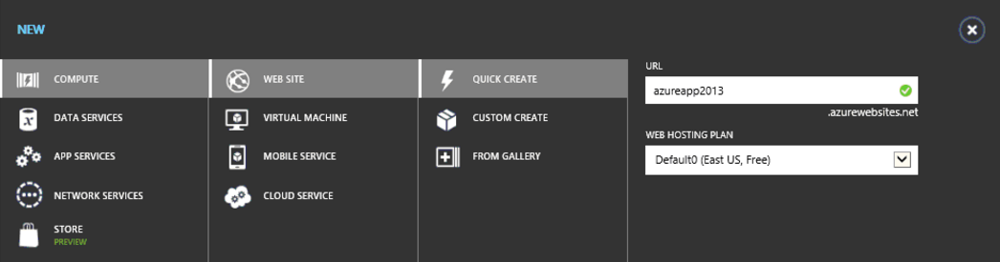 NEW
COMPUTE
DATA SERVICES
APP SERVICES
NETWORK SERVICES
STORE
PREVIEW
WEB SITE
VIRTUAL MACHINE
MOBILE SERVICE
CLOUD SERVICE
QUICK CREATE
CUSTOM CREATE
FROM GALLERY
URL
azureapp2013
.azurewebsites.net
WEB HOSTING PLAN
Default0 (East US, Free)